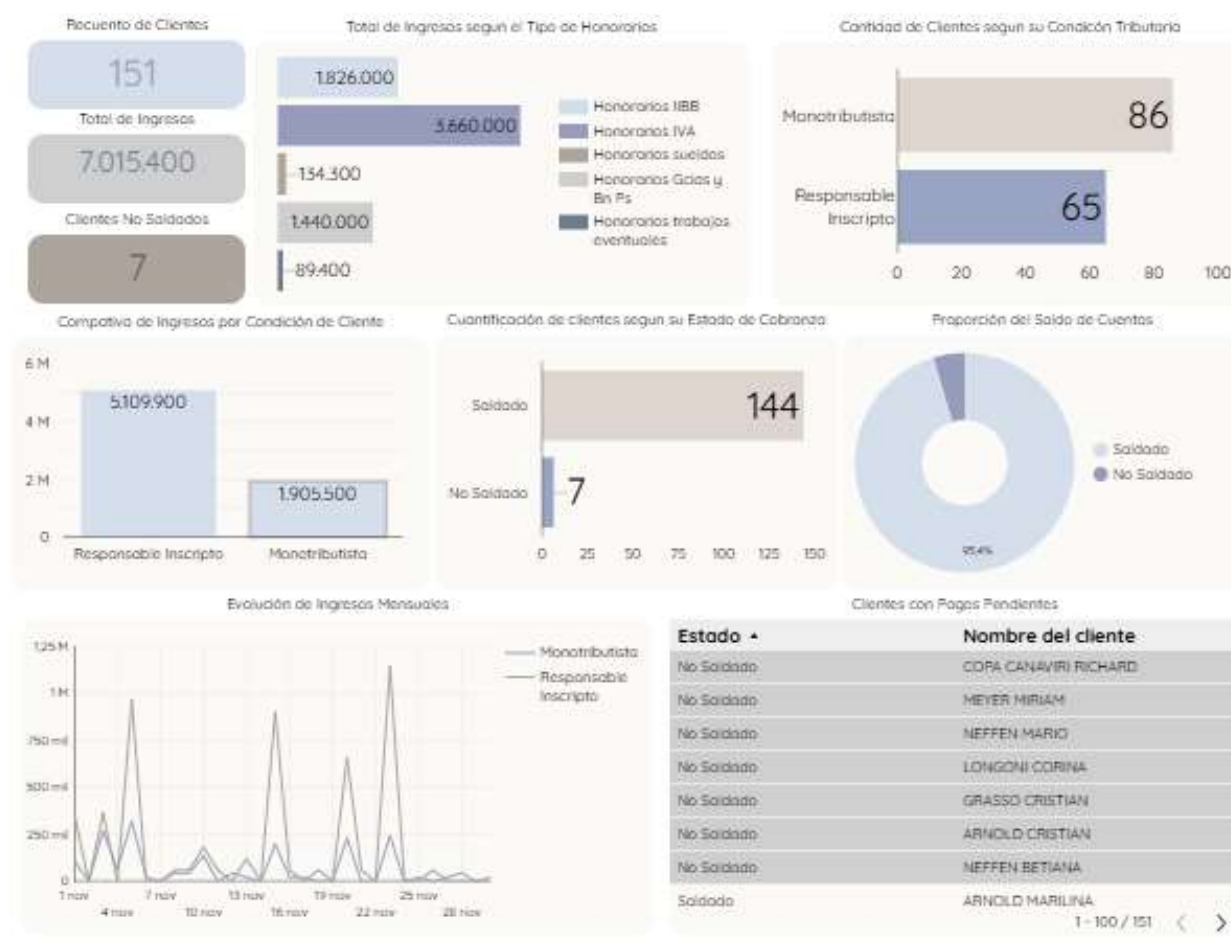 Recuento de Clientes
151
Total de Ingresos
7.015.400
Clientes No Saldados
7
Total de Ingresos segun el Tipo de Honorarios
1.826.000
3.660.000
134.300
1.440.000
89.400
Honorarios IIBB
Honorarios IVA
Honorarios sueldos
Honorarios Gcias y
Bn Ps
Honorarios trabajos
eventuales
Cantidad de Clientes segun su Condicón Tributaria
Monotributista
86
Responsable
Inscripto
65
0 20 40 60 80 100
Compativa de Ingresos por Condición de Cliente
6 M
4 M
2 M
0
5.109.900
1.905.500
Responsable Inscripto Monotributista
Cuantificación de clientes segun su Estado de Cobranza
Saldado
144
No Saldado
7
0 25 50 75 100 125 150
Proporción del Saldo de Cuentas
95,4%
Saldado
No Saldado
Evolución de Ingresos Mensuales
1,25 M
1 M
750 mil
500 mil
250 mil
0
1 nov 7 nov 13 nov 19 nov 25 nov
4 nov 10 nov 16 nov 22 nov 28 nov
Monotributista
Responsable
Inscripto
Clientes con Pagos Pendientes
Estado Nombre del cliente
No Saldado COPA CANAVIRI RICHARD
No Saldado MEYER MIRIAM
No Saldado NEFFEN MARIO
No Saldado LONGONI CORINA
No Saldado GRASSO CRISTIAN
No Saldado ARNOLD CRISTIAN
No Saldado NEFFEN BETIANA
Saldado ARNOLD MARILINA
1 - 100 / 151